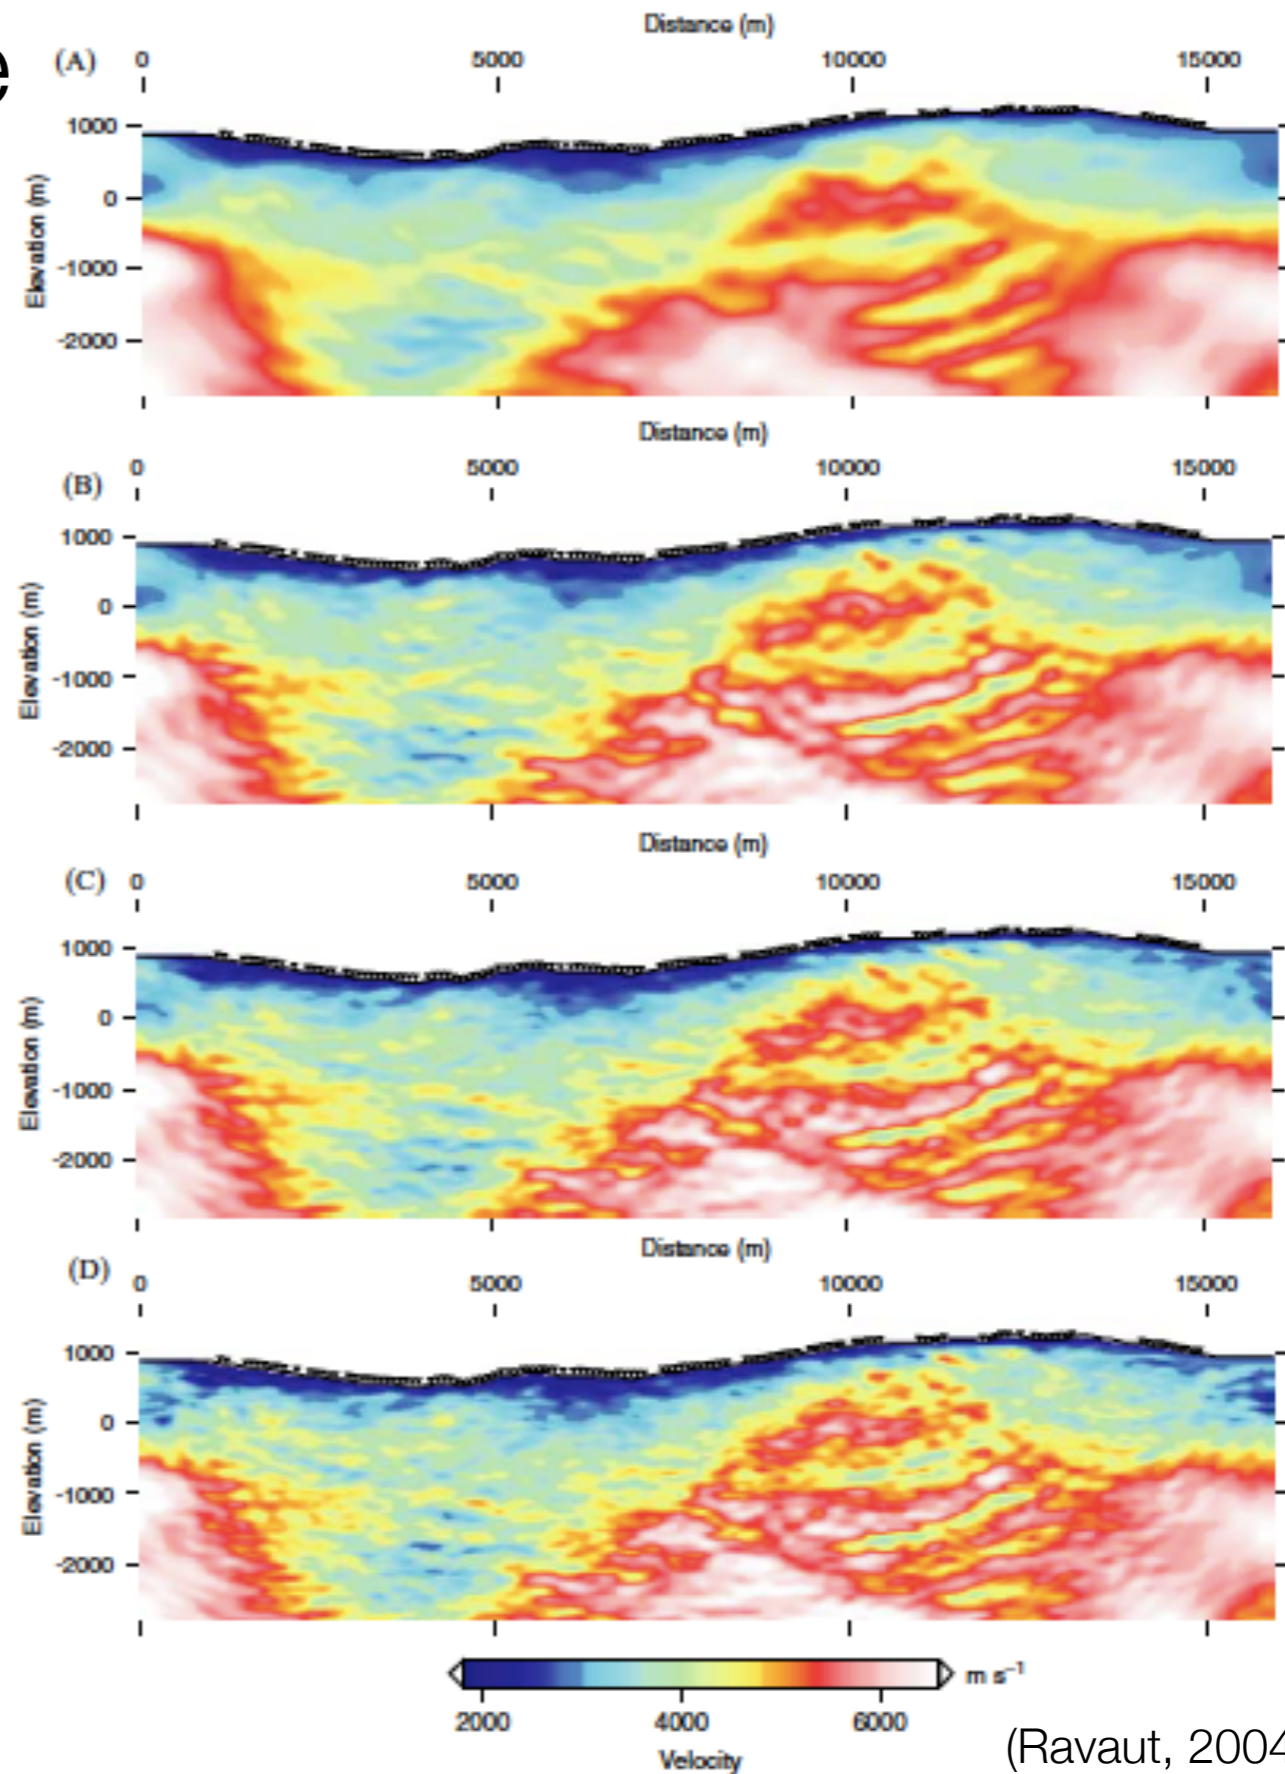 e
Distance (m)
(A) 0 5000 10000 15000
1000
0
-1000
-2000
Elevation (m)
Distance (m)
(B) 0 5000 10000 15000
1000
0
-1000
-2000
Elevation (m)
Distance (m)
(C) 0 5000 10000 15000
1000
0
-1000
-2000
Elevation (m)
Distance (m)
(D) 0 5000 10000 15000
1000
0
-1000
-2000
Elevation (m)
m s⁻¹
2000 4000 6000
Velocity
(Ravaut, 2004